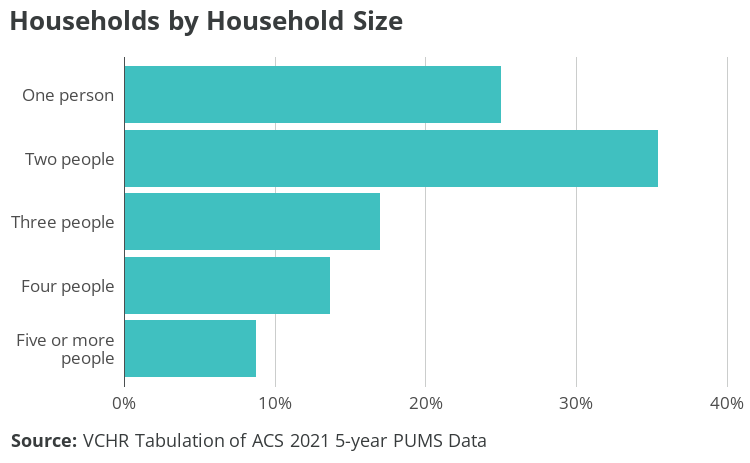 Households by Household Size
One person
Two people
Three people
Four people
Five or more
people
0% 10% 20% 30% 40%
Source: VCHR Tabulation of ACS 2021 5-year PUMS Data